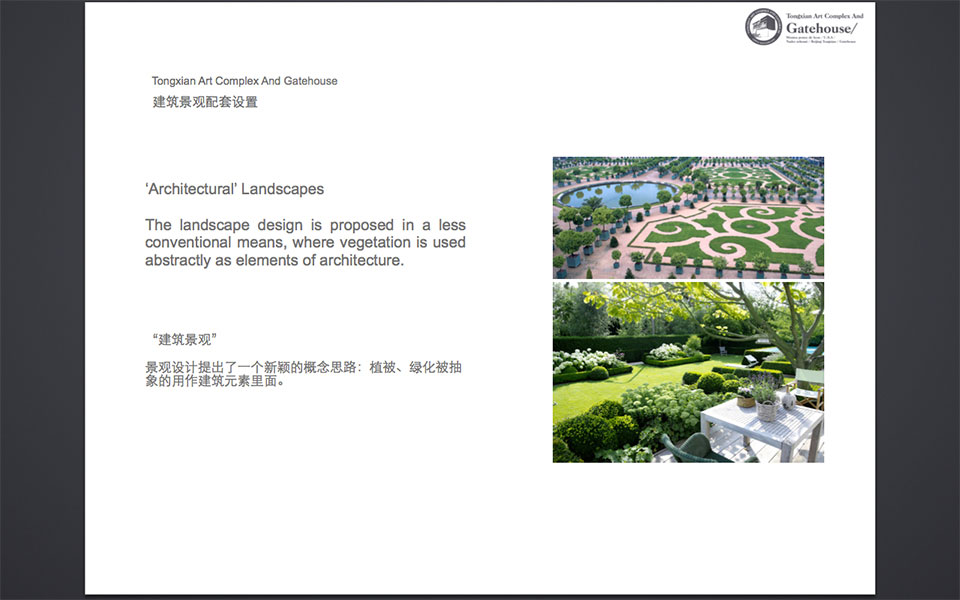 Tongxian Art Complex And
Gatehouse/
Tongxian Art Complex And Gatehouse
建筑景观配套设置
‘Architectural’ Landscapes
The landscape design is proposed in a less
conventional means, where vegetation is used
abstractly as elements of architecture.
“建筑景观”
景观设计提出了一个新颖的概念思路：植被、绿化被抽
象的用作建筑元素里面。